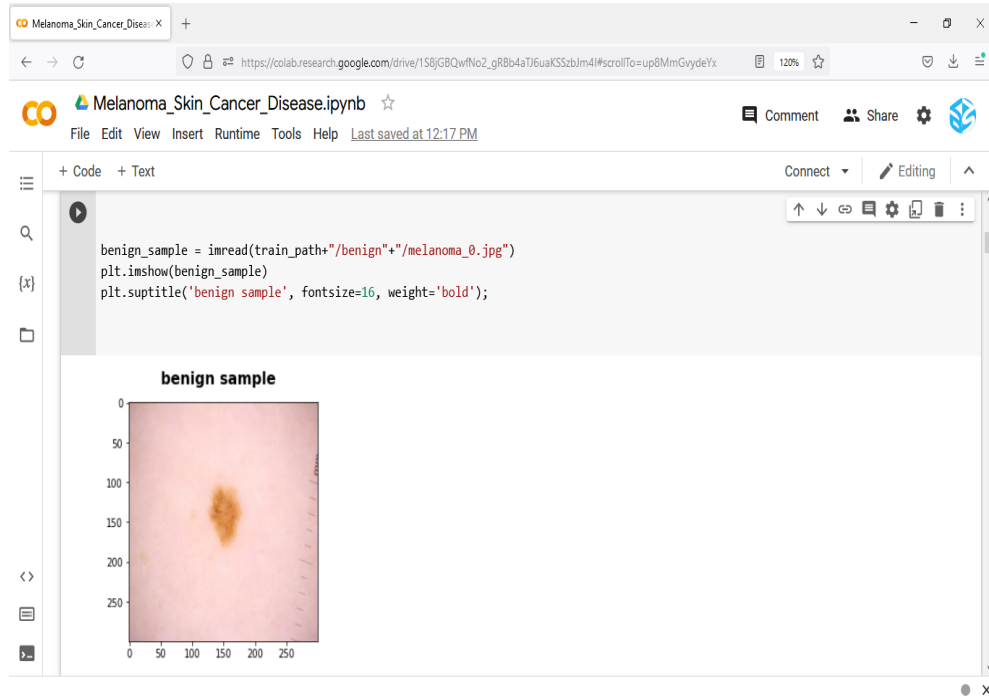 Melanoma_Skin_Cancer_Diseas
https://colab.research.google.com/drive/1S8jGBQwfNo2_gRBb4aTJ6uaKSSzbJm4l#scrollTo=up8MmGvydeYx
120%
Melanoma_Skin_Cancer_Disease.ipynb
Comment
Share
File Edit View Insert Runtime Tools Help Last saved at 12:17 PM
+ Code + Text
Connect
Editing
{x}
benign_sample = imread(train_path+"/benign"+"/melanoma_0.jpg")
plt.imshow(benign_sample)
plt.suptitle('benign sample', fontsize=16, weight='bold');
benign sample
0
50
100
150
200
250
0 50 100 150 200 250